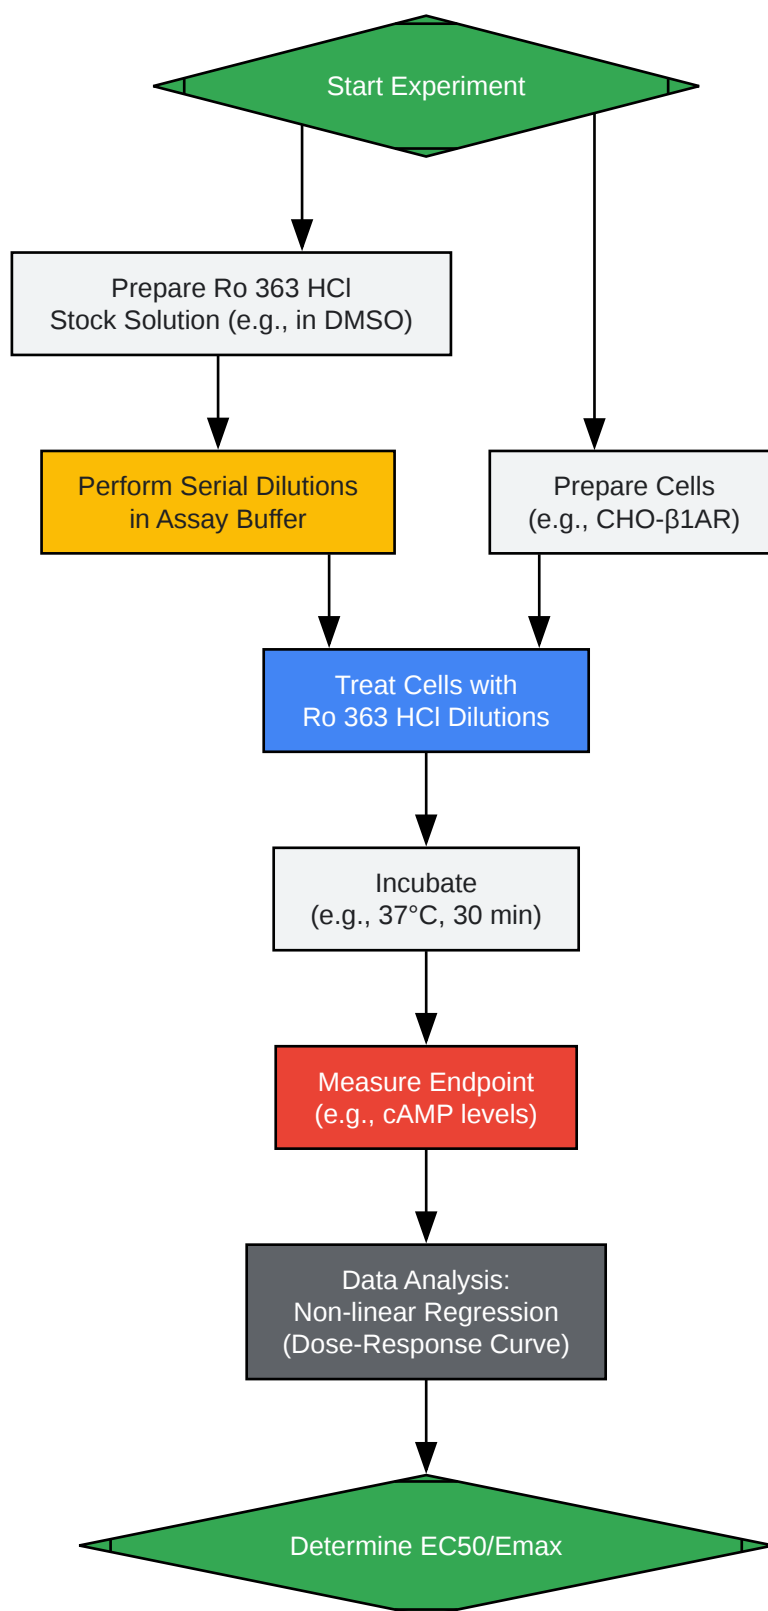 Start Experiment
Prepare Ro 363 HCl
Stock Solution (e.g., in DMSO)
Perform Serial Dilutions
in Assay Buffer
Prepare Cells
(e.g., CHO-β1AR)
Treat Cells with
Ro 363 HCl Dilutions
Incubate
(e.g., 37°C, 30 min)
Measure Endpoint
(e.g., cAMP levels)
Data Analysis:
Non-linear Regression
(Dose-Response Curve)
Determine EC50/Emax